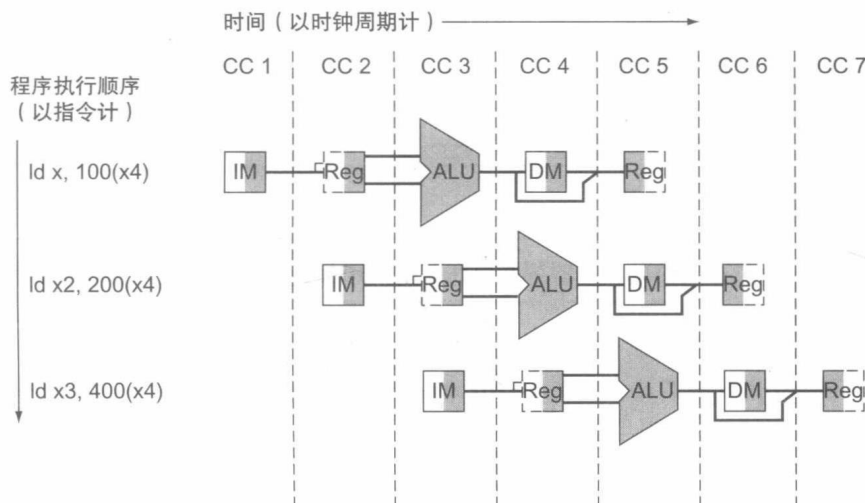 时间（以时钟周期计）
CC 1 CC 2 CC 3 CC 4 CC 5 CC 6 CC 7
程序执行顺序
（以指令计）
ld x, 100(x4)
IM Reg ALU DM Reg
ld x2, 200(x4)
IM Reg ALU DM Reg
ld x3, 400(x4)
IM Reg ALU DM Reg